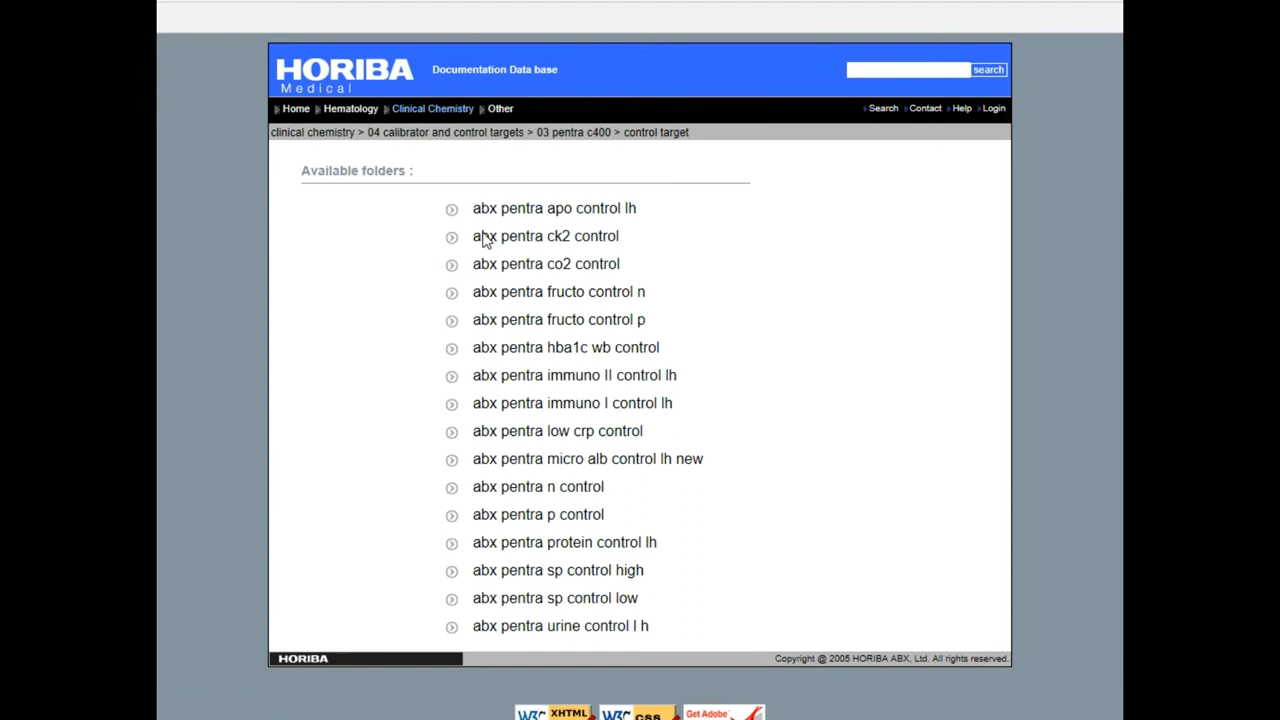 HORIBA
Medical
Documentation Data base
search
Home Hematology Clinical Chemistry Other
Search Contact Help Login
clinical chemistry > 04 calibrator and control targets > 03 pentra c400 > control target
Available folders :
abx pentra apo control lh
abx pentra ck2 control
abx pentra co2 control
abx pentra fructo control n
abx pentra fructo control p
abx pentra hba1c wb control
abx pentra immuno II control lh
abx pentra immuno I control lh
abx pentra low crp control
abx pentra micro alb control lh new
abx pentra n control
abx pentra p control
abx pentra protein control lh
abx pentra sp control high
abx pentra sp control low
abx pentra urine control l h
HORIBA
Copyright @ 2005 HORIBA ABX, Ltd. All rights reserved.
W3C XHTML
W3C CSS
Get Adobe